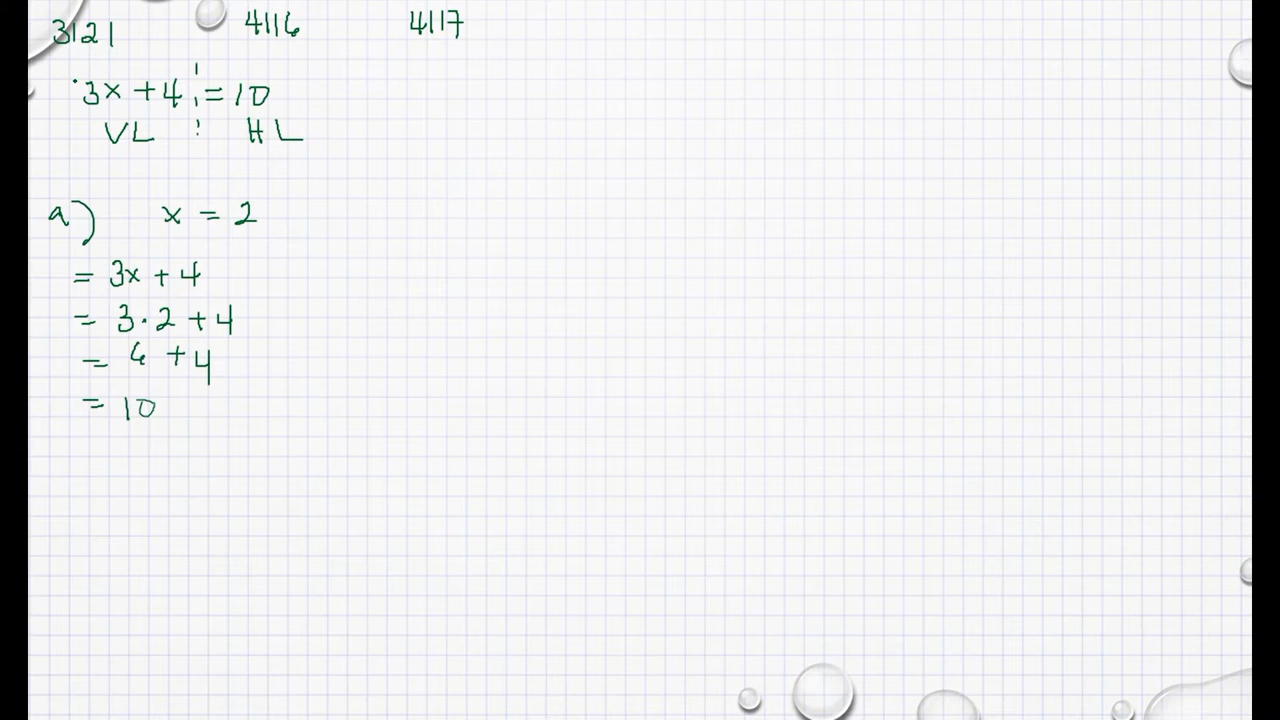 3121 4116 4117
3x + 4 = 10
VL HL
a) x = 2
= 3x + 4
= 3 · 2 + 4
= 6 + 4
= 10